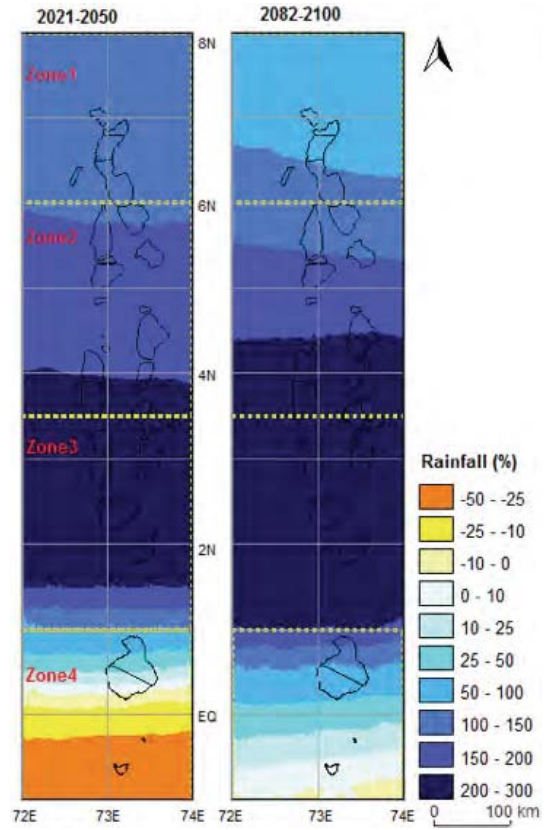 2021-2050
2082-2100
8N
Zone1
6N
Zone2
4N
Zone3
2N
Zone4
EQ
72E
73E
74E
72E
73E
74E
Rainfall (%)
-50 - -25
-25 - -10
-10 - 0
0 - 10
10 - 25
25 - 50
50 - 100
100 - 150
150 - 200
200 - 300
0 100 km